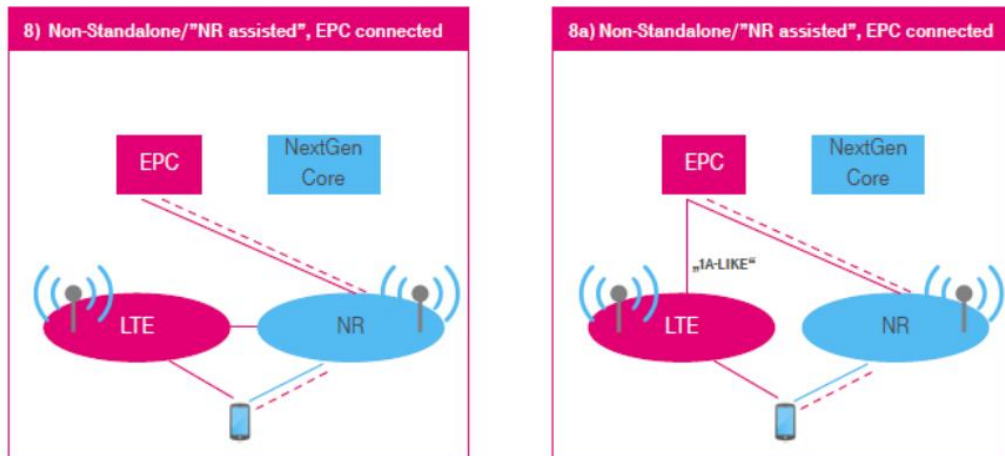 8) Non-Standalone/"NR assisted", EPC connected
EPC
NextGen
Core
LTE
NR
8a) Non-Standalone/"NR assisted", EPC connected
EPC
NextGen
Core
„1A-LIKE“
LTE
NR